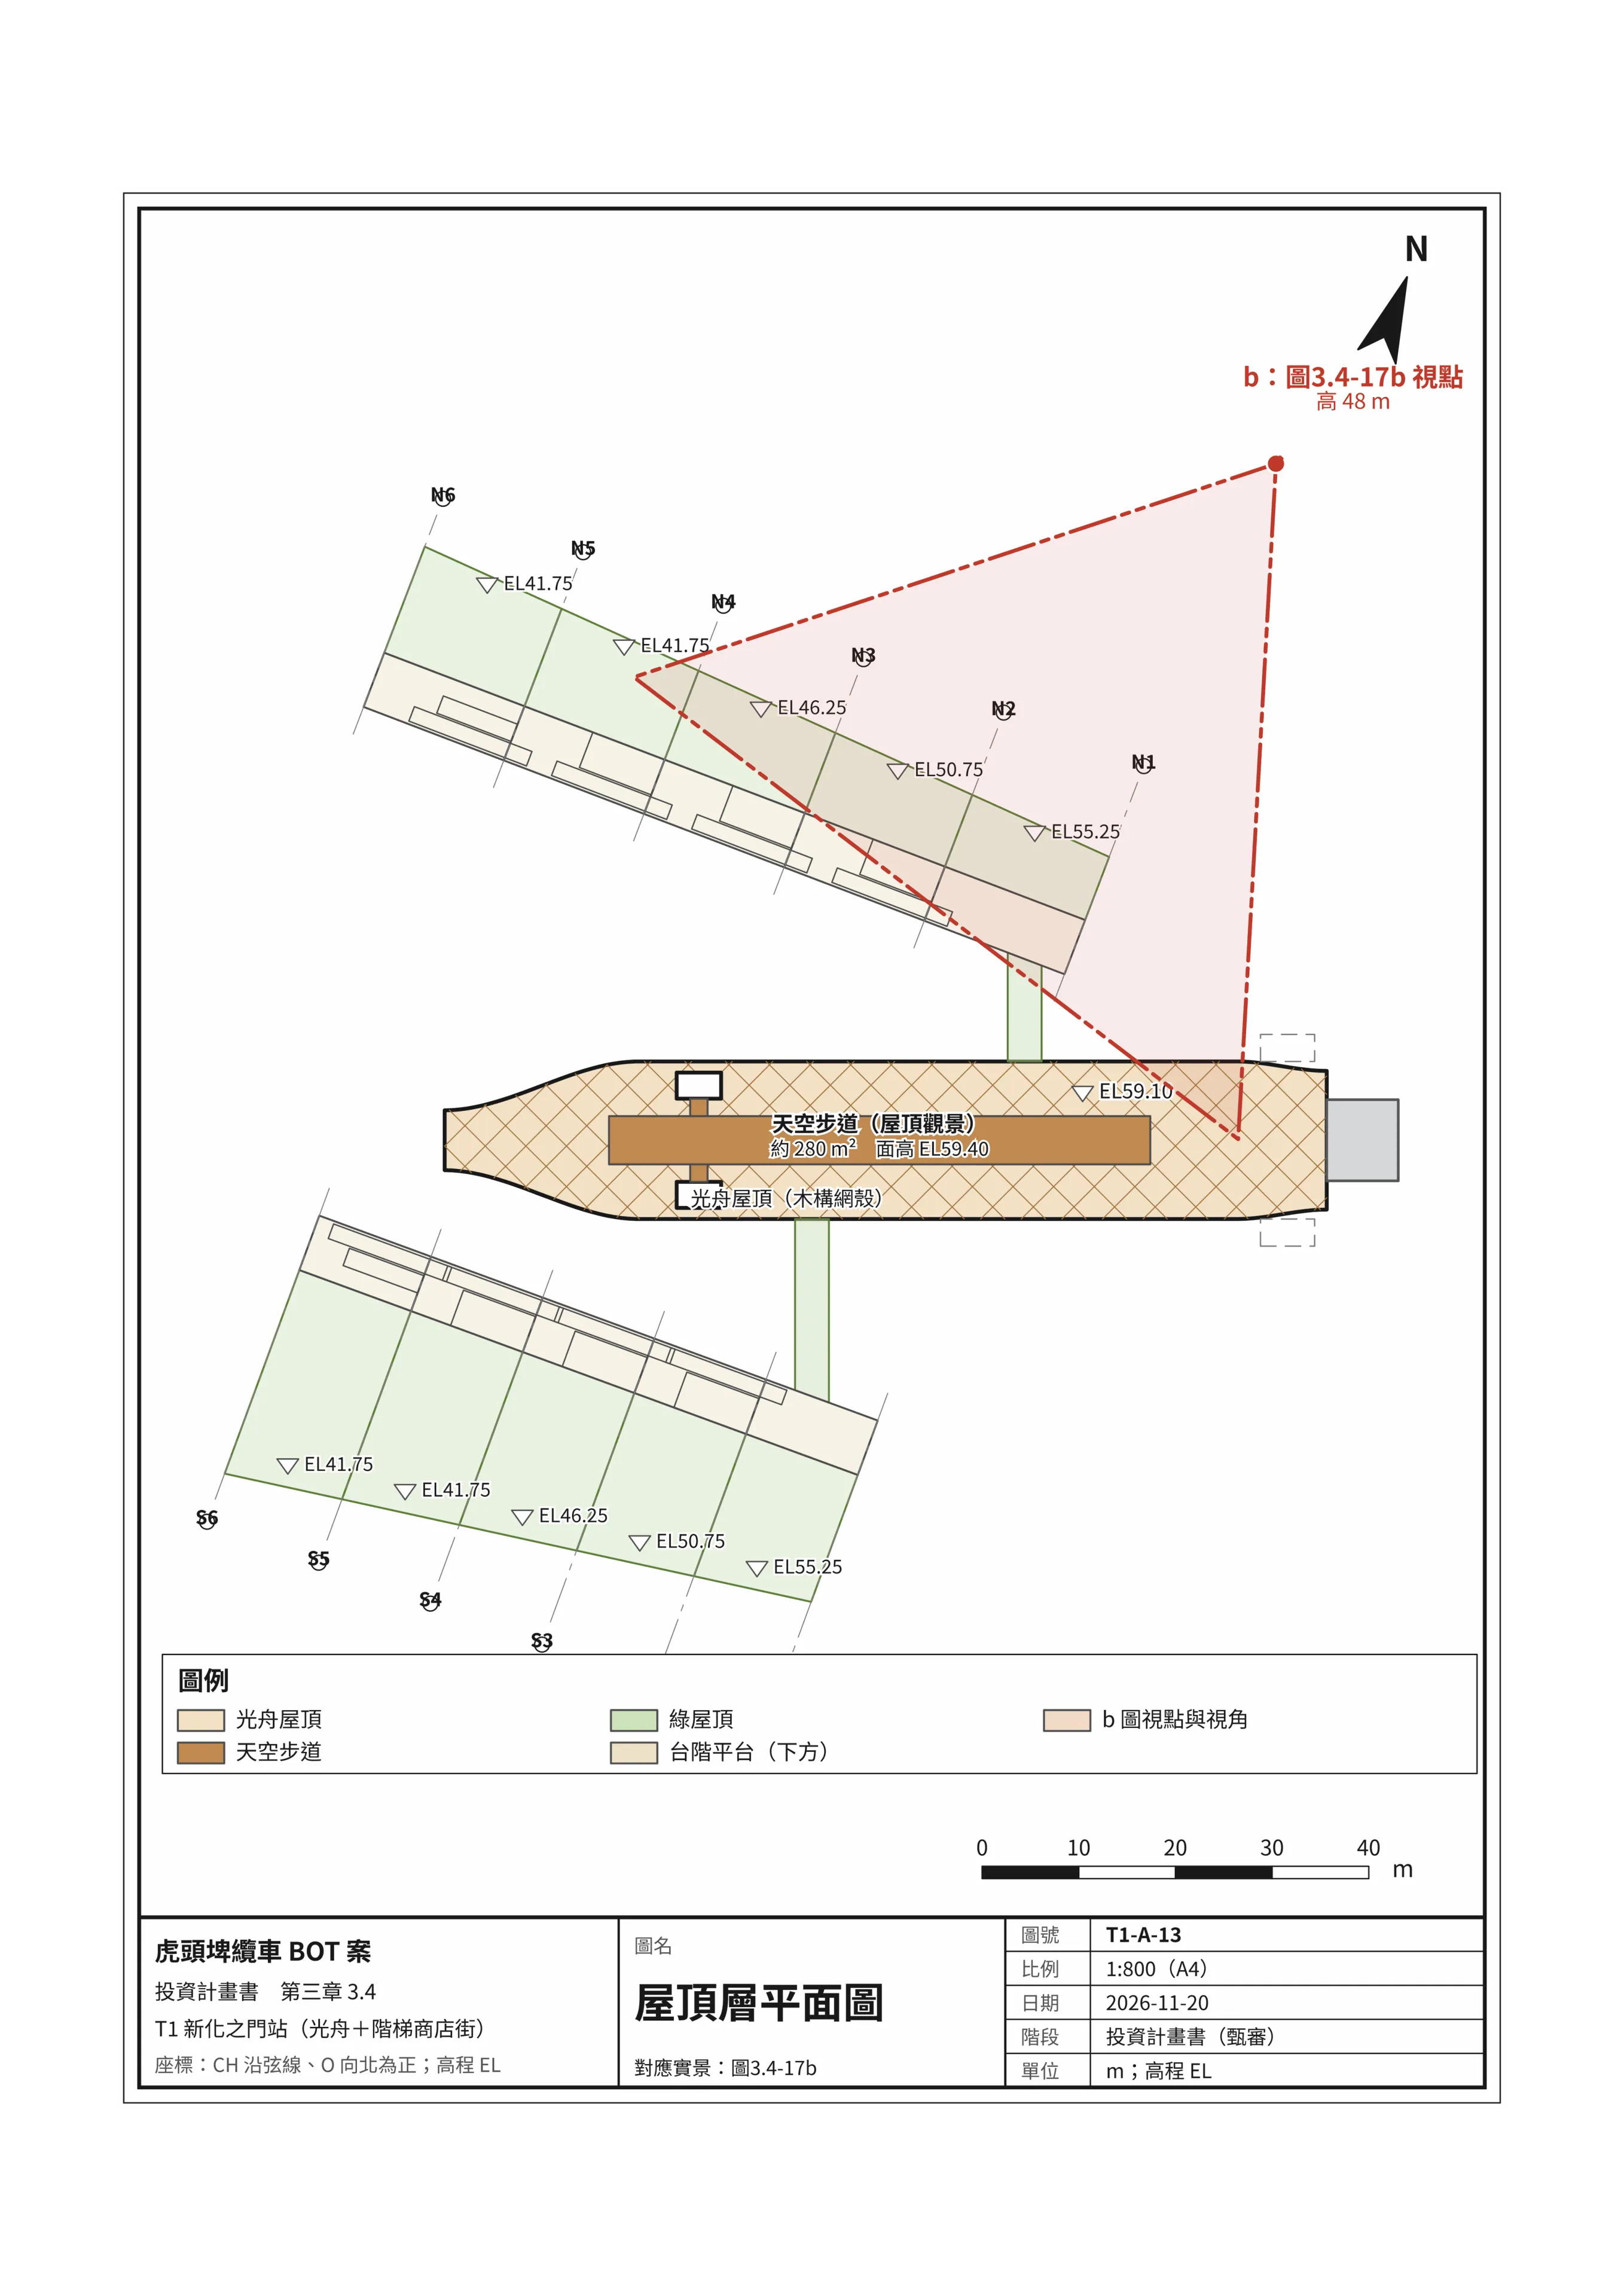 N
b：圖3.4-17b 視點
高 48 m
N6
N5
EL41.75
N4
EL41.75
N3
EL46.25
N2
EL50.75
N1
EL55.25
EL59.10
天空步道（屋頂觀景）
約 280 m² 面高 EL59.40
光舟屋頂（木構網殼）
EL41.75
EL41.75
EL46.25
EL50.75
EL55.25
S6
S5
S4
S3
圖例
光舟屋頂
綠屋頂
b 圖視點與視角
天空步道
台階平台（下方）
0 10 20 30 40 m
虎頭埤纜車 BOT 案
投資計畫書 第三章 3.4
T1 新化之門站（光舟＋階梯商店街）
座標：CH 沿弦線、O 向北為正；高程 EL
圖名
屋頂層平面圖
對應實景：圖3.4-17b
圖號 T1-A-13
比例 1:800（A4）
日期 2026-11-20
階段 投資計畫書（甄審）
單位 m；高程 EL